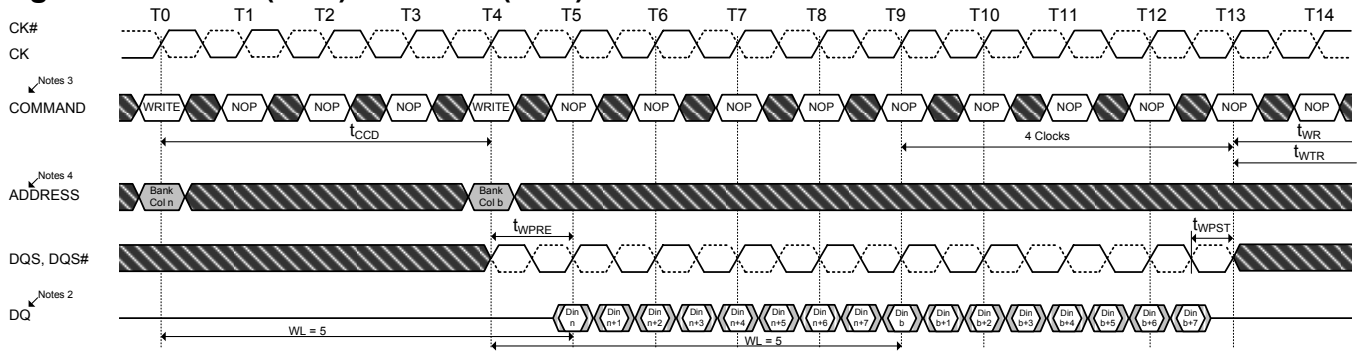 T0 T1 T2 T3 T4 T5 T6 T7 T8 T9 T10 T11 T12 T13 T14
CK#
CK
Notes 3
COMMAND
WRITE NOP NOP NOP WRITE NOP NOP NOP NOP NOP NOP NOP NOP NOP NOP
tCCD
4 Clocks
tWR
tWTR
Notes 4
ADDRESS
Bank Col n
Bank Col b
tWPRE
tWPST
DQS, DQS#
Notes 2
DQ
Din n Din n+1 Din n+2 Din n+3 Din n+4 Din n+5 Din n+6 Din n+7 Din b Din b+1 Din b+2 Din b+3 Din b+4 Din b+5 Din b+6 Din b+7
WL = 5
WL = 5